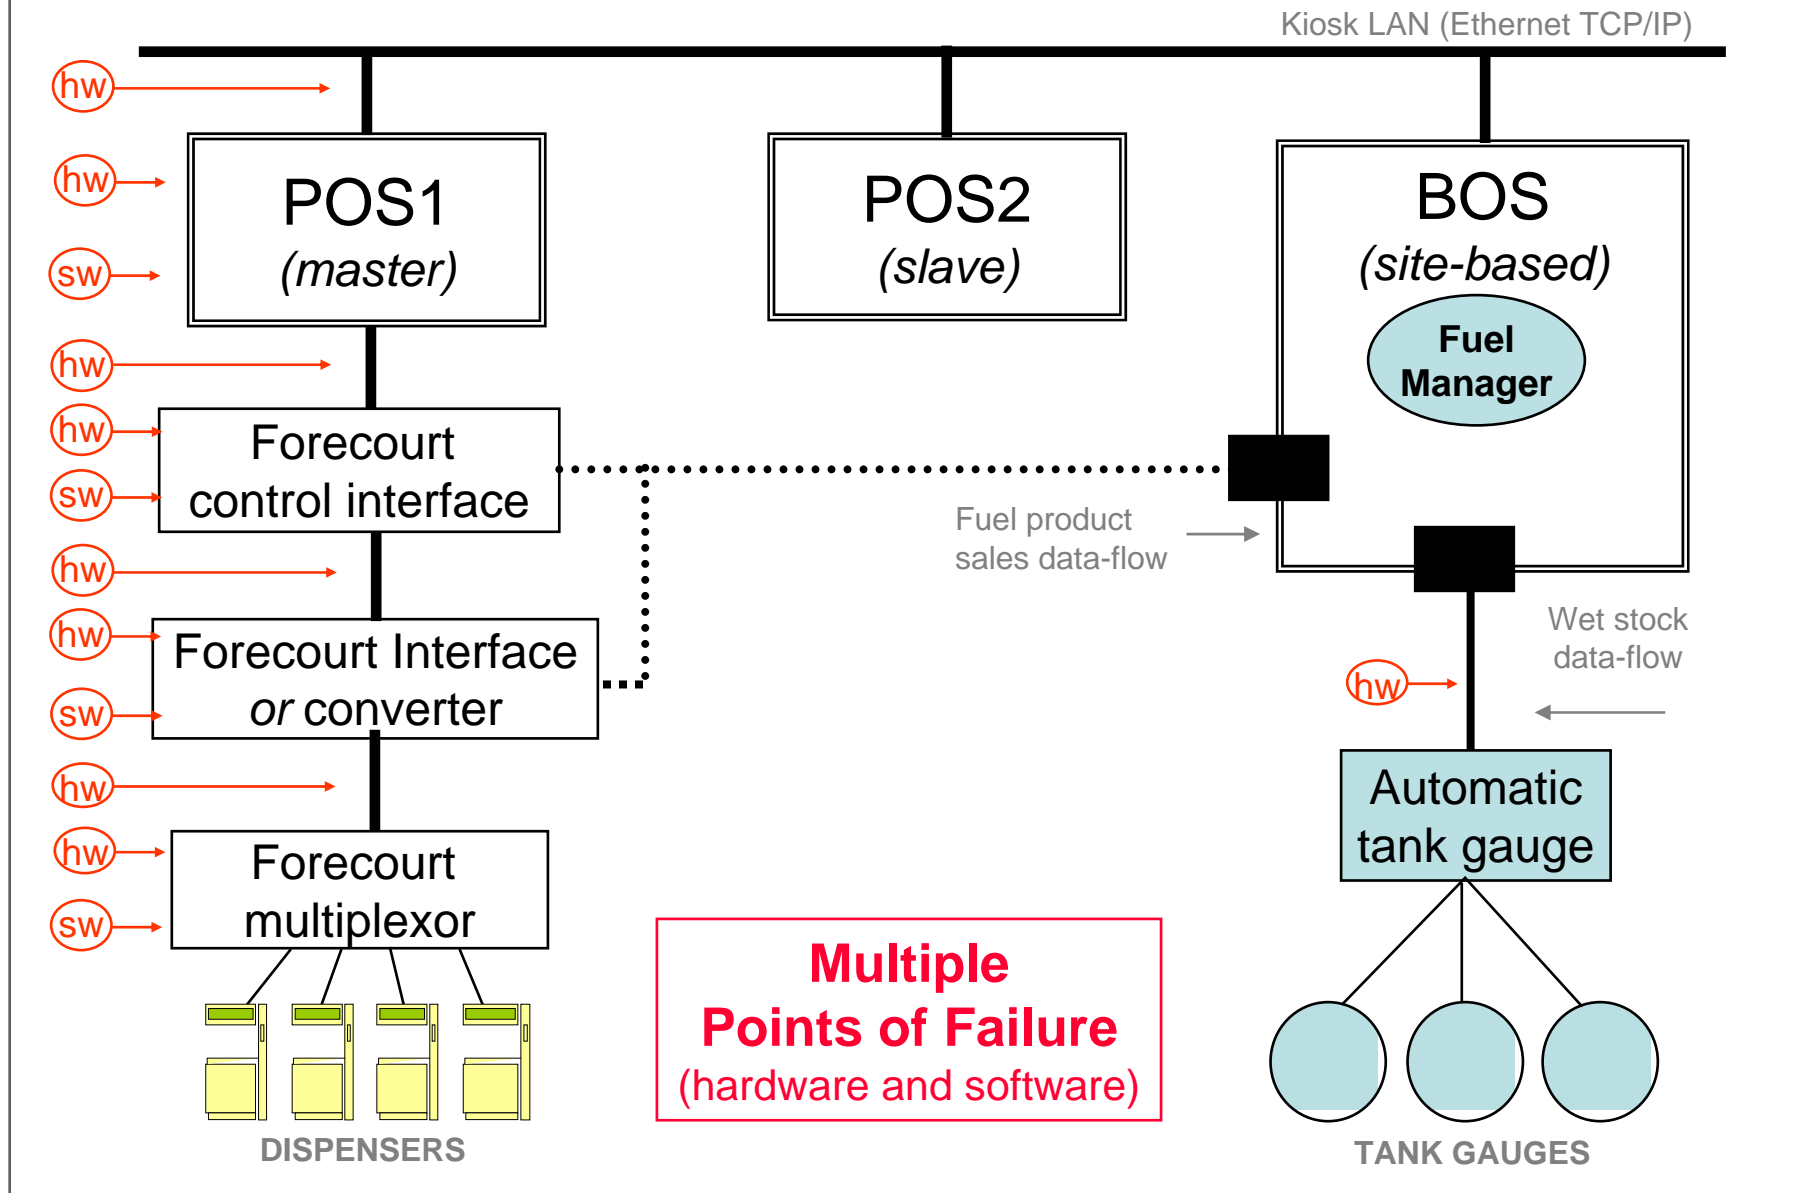 Kiosk LAN (Ethernet TCP/IP)
hw
hw
sw
POS1
(master)
POS2
(slave)
BOS
(site-based)
Fuel
Manager
hw
hw
sw
Forecourt
control interface
Fuel product
sales data-flow
hw
hw
sw
Forecourt Interface
or converter
Wet stock
data-flow
hw
hw
hw
sw
Forecourt
multiplexor
Automatic
tank gauge
Multiple
Points of Failure
(hardware and software)
DISPENSERS
TANK GAUGES